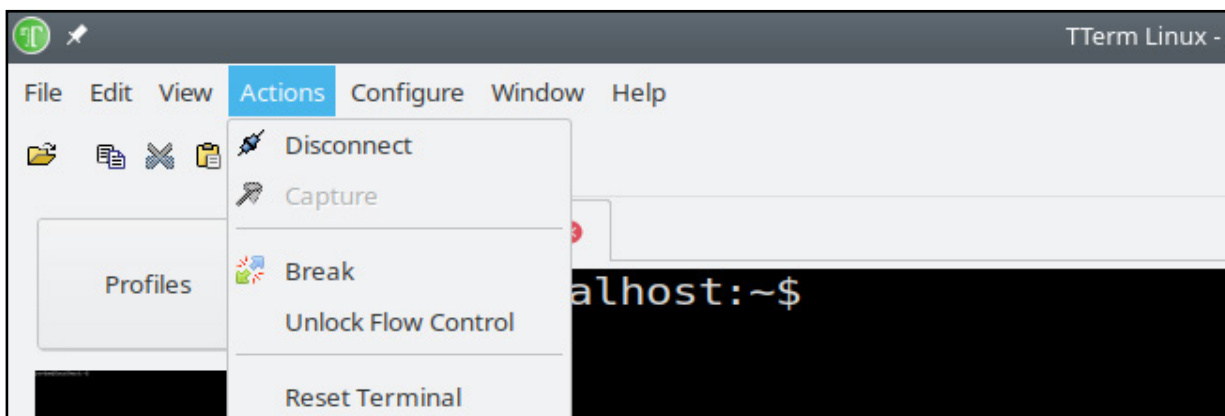 TTerm Linux -
File Edit View Actions Configure Window Help
Disconnect
Capture
Break
Unlock Flow Control
Reset Terminal
Profiles
alhost:~$